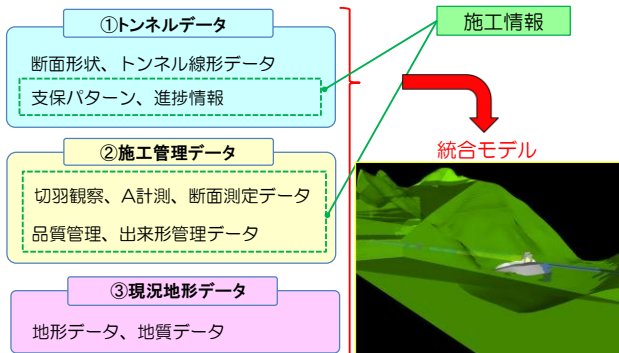 ①トンネルデータ
断面形状、トンネル線形データ
支保パターン、進捗情報
②施工管理データ
切羽観察、A計測、断面測定データ
品質管理、出来形管理データ
③現況地形データ
地形データ、地質データ
施工情報
統合モデル